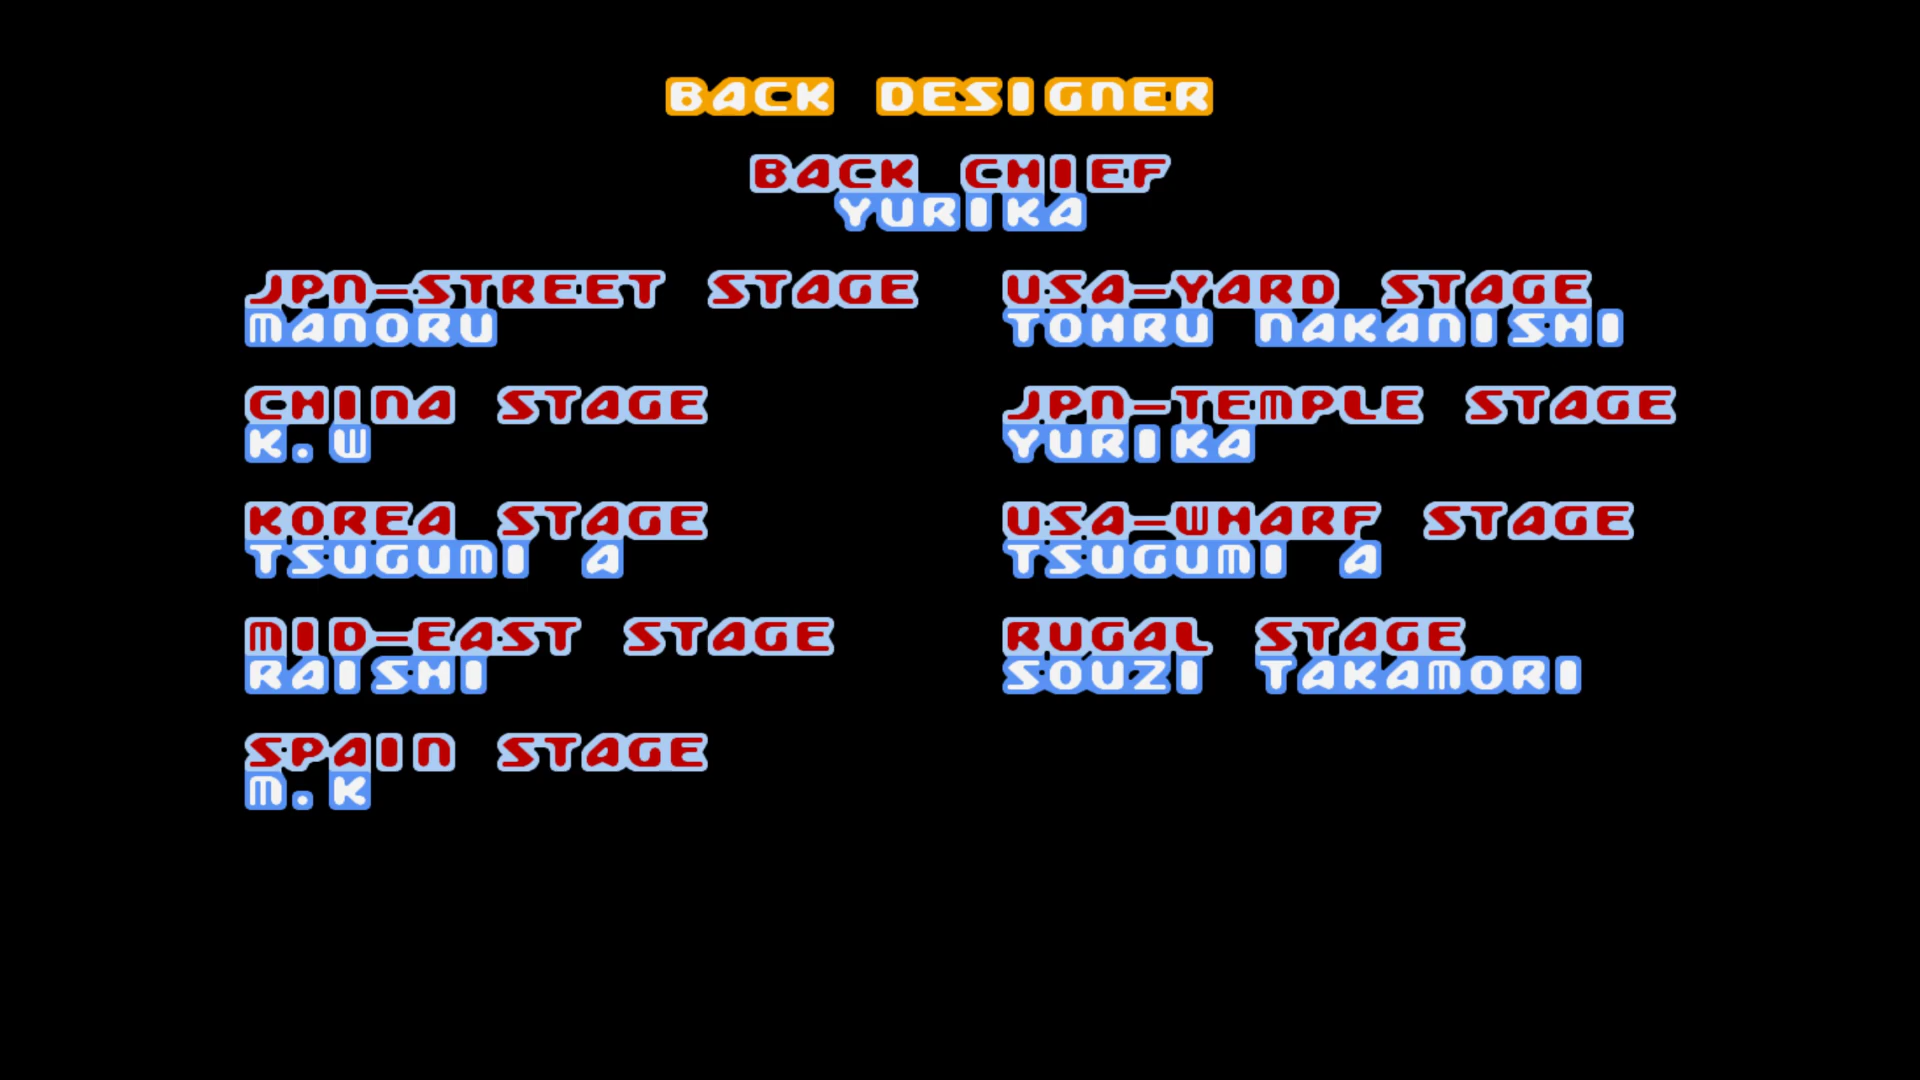 BACK DESIGNER
BACK CHIEF
YURIKA
JPN-STREET STAGE
MANORU
USA-YARD STAGE
TOHRU NAKANISHI
CHINA STAGE
K.W
JPN-TEMPLE STAGE
YURIKA
KOREA STAGE
TSUGUMI A
USA-WHARF STAGE
TSUGUMI A
MID-EAST STAGE
RAISHI
RUGAL STAGE
SOUZI TAKAMORI
SPAIN STAGE
M.K